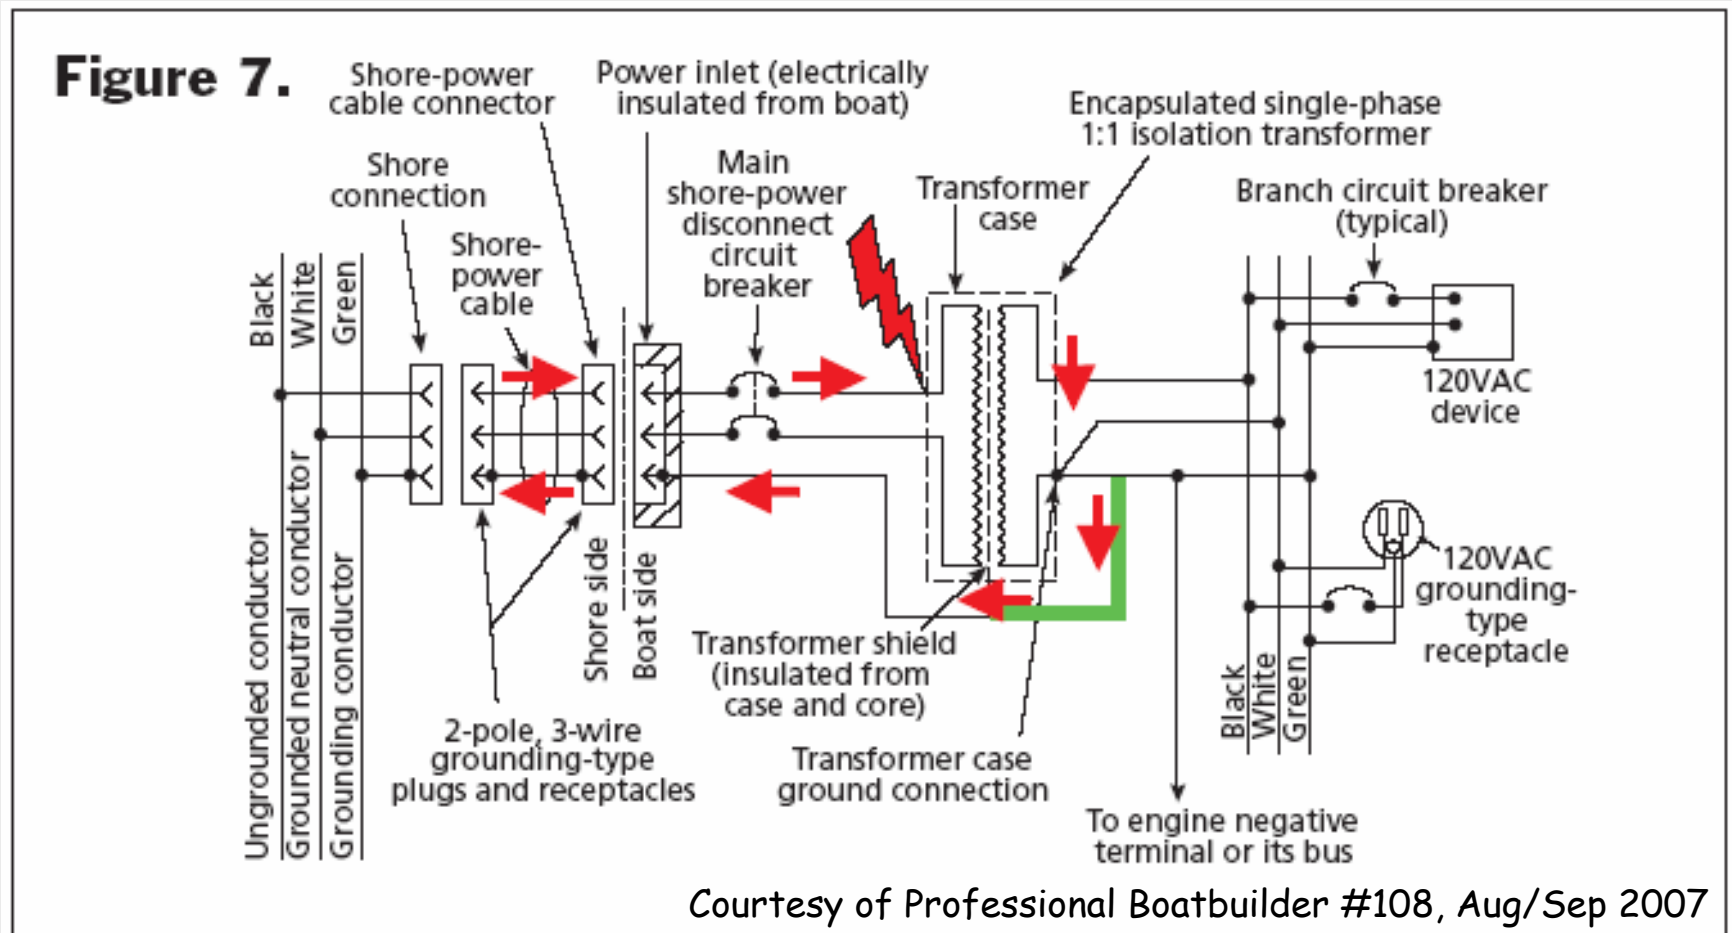 Figure 7.
Shore-power
cable connector
Power inlet (electrically
insulated from boat)
Encapsulated single-phase
1:1 isolation transformer
Shore
connection
Main
shore-power
disconnect
circuit
breaker
Transformer
case
Branch circuit breaker
(typical)
Shore-
power
cable
Black
White
Green
120VAC
device
Ungrounded conductor
Grounded neutral conductor
Grounding conductor
Shore side
Boat side
120VAC
grounding-
type
receptacle
Transformer shield
(insulated from
case and core)
Black
White
Green
2-pole, 3-wire
grounding-type
plugs and receptacles
Transformer case
ground connection
To engine negative
terminal or its bus
Courtesy of Professional Boatbuilder #108, Aug/Sep 2007